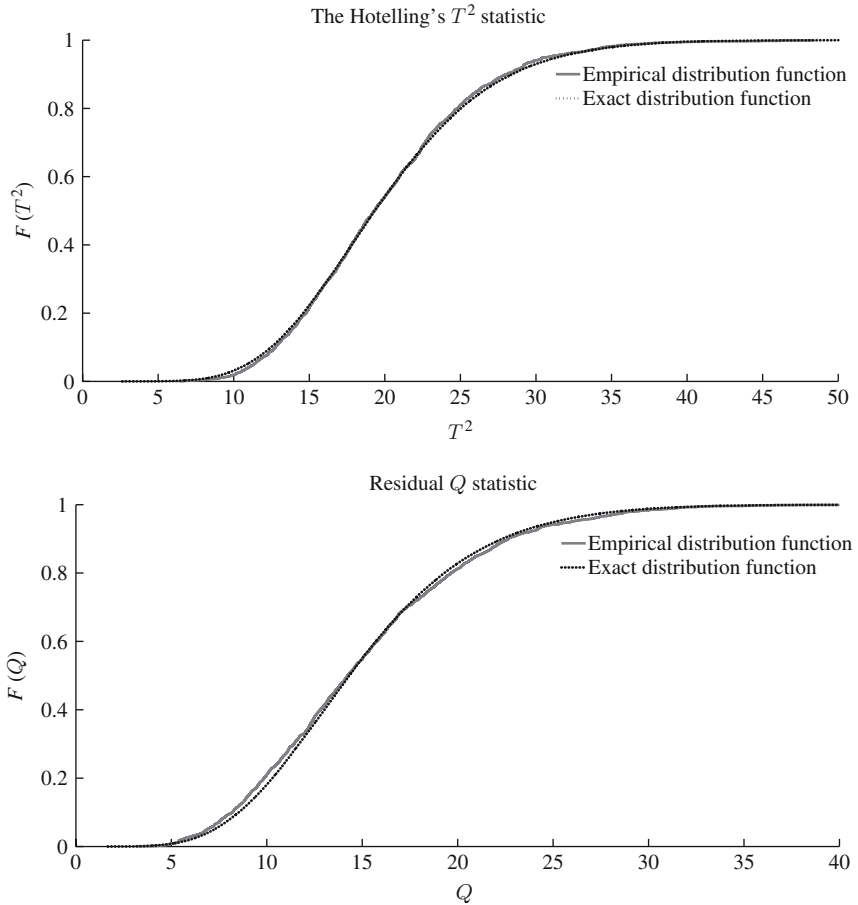 The Hotelling's T² statistic
1
0.8
0.6
0.4
0.2
0
F (T²)
Empirical distribution function
Exact distribution function
0 5 10 15 20 25 30 35 40 45 50
T²
Residual Q statistic
1
0.8
0.6
0.4
0.2
0
F (Q)
Empirical distribution function
Exact distribution function
0 5 10 15 20 25 30 35 40
Q